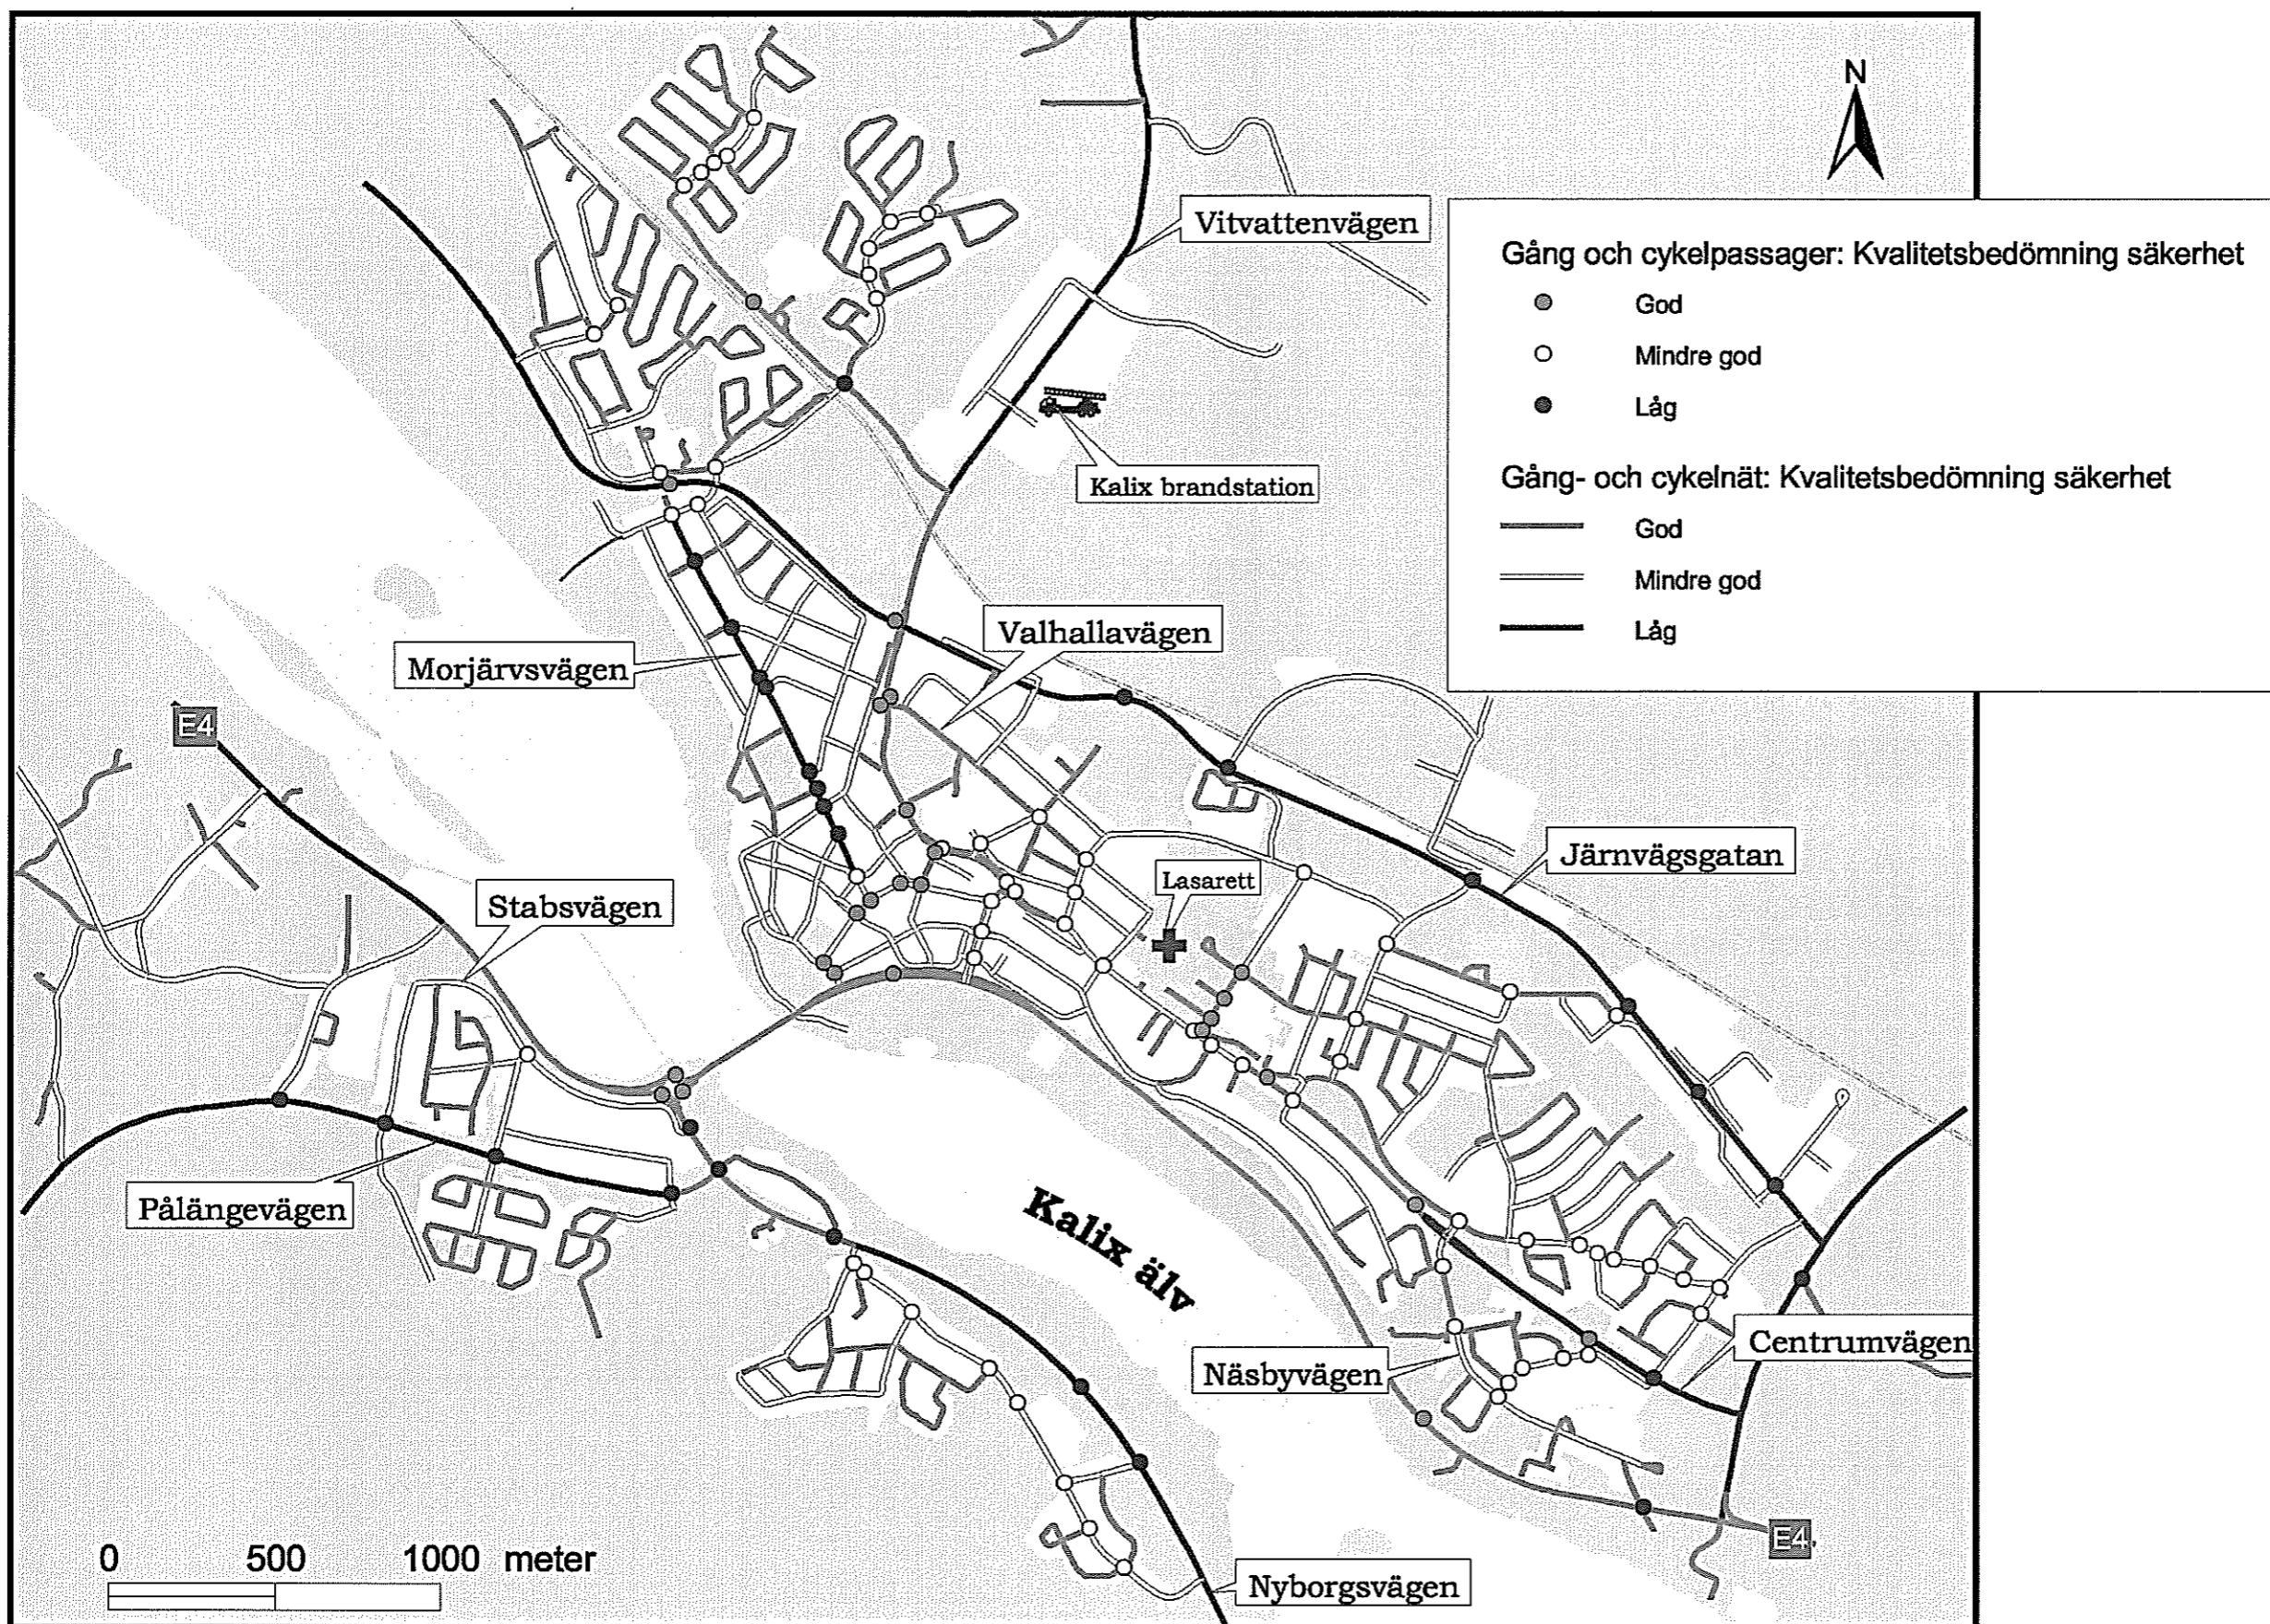 N
Vitvattenvägen
Gång och cykelpassager: Kvalitetsbedömning säkerhet
God
Mindre god
Låg
Gång- och cykelnät: Kvalitetsbedömning säkerhet
God
Mindre god
Låg
Kalix brandstation
Valhallavägen
Morjärvsvägen
E4
Järnvägsgatan
Lasarett
Stabsvägen
Pålängevägen
Kalix älv
Centrumvägen
Näsbyvägen
E4
0 500 1000 meter
Nyborgsvägen